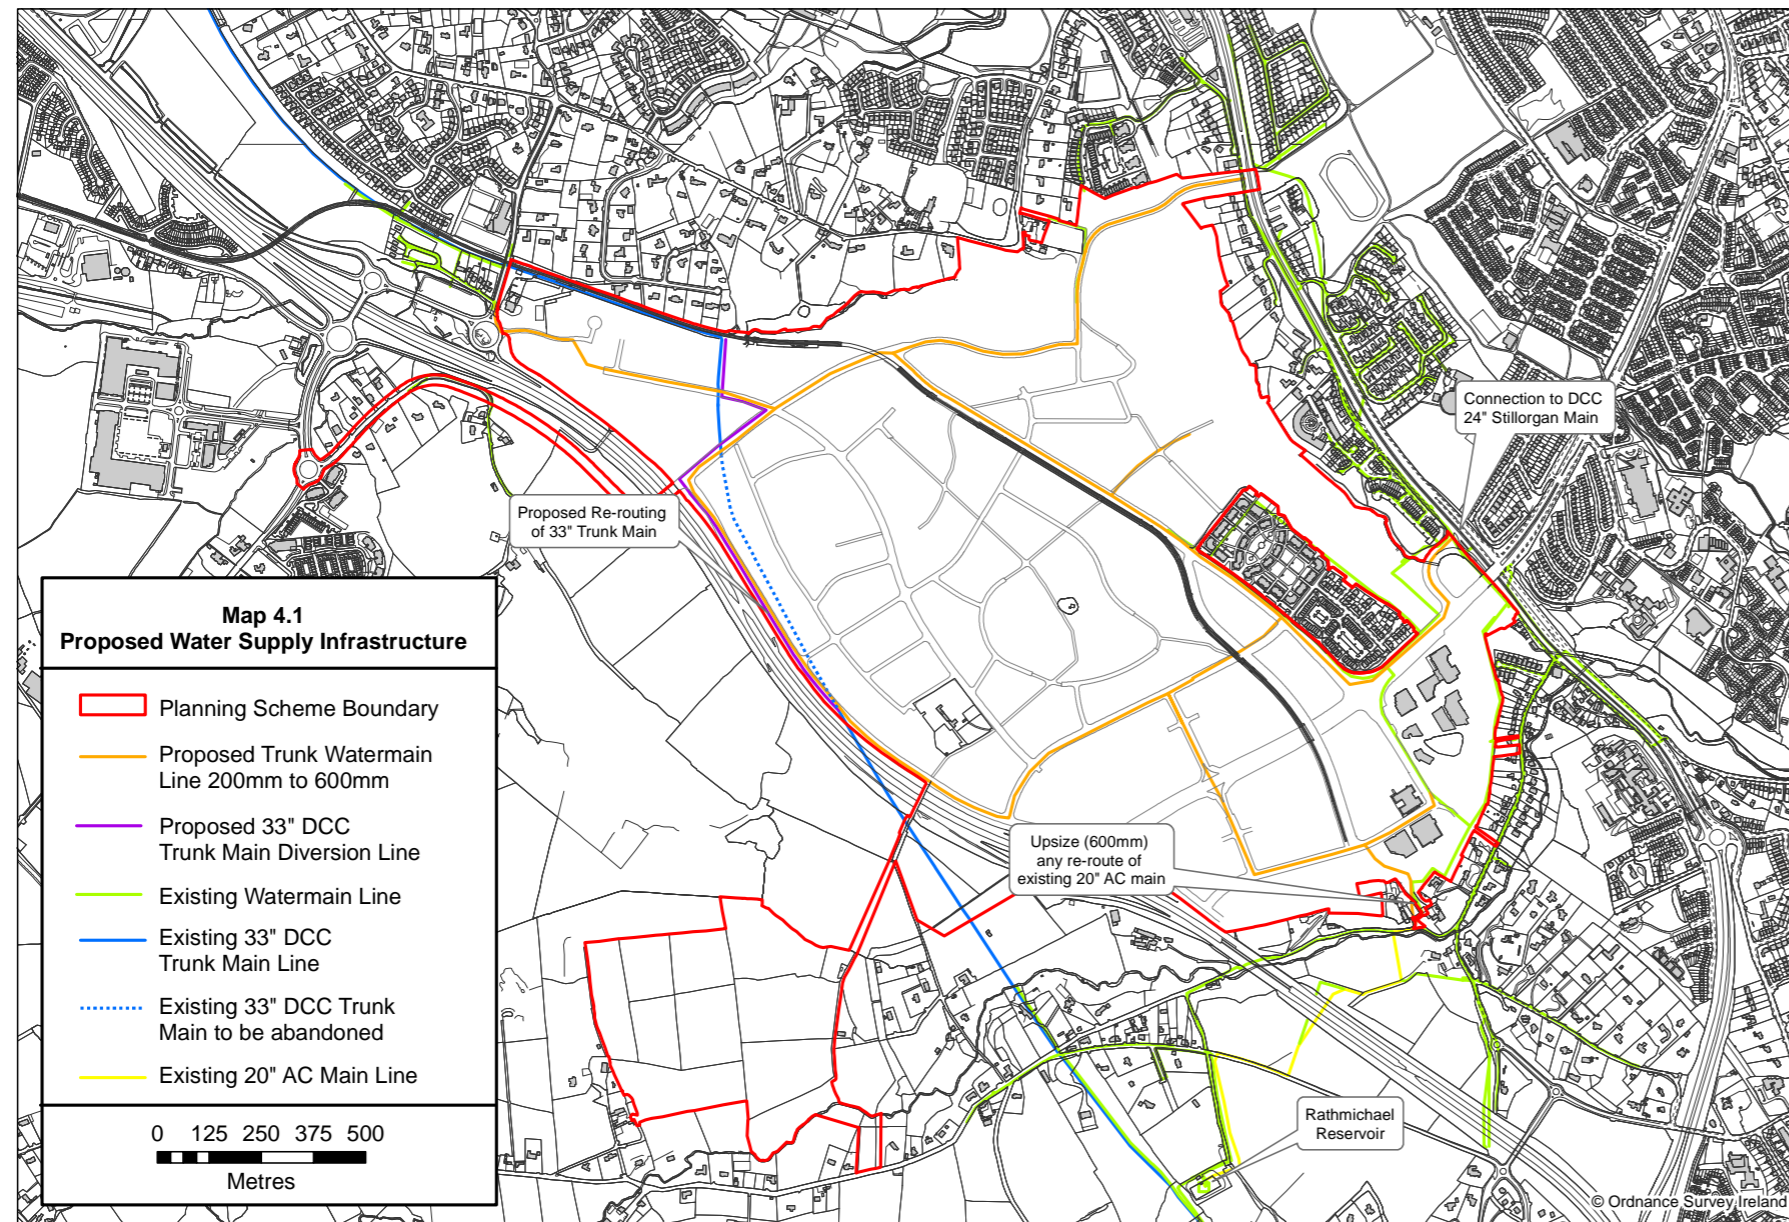 Connection to DCC
24" Stillorgan Main
Proposed Re-routing
of 33" Trunk Main
Map 4.1
Proposed Water Supply Infrastructure
Planning Scheme Boundary
Proposed Trunk Watermain
Line 200mm to 600mm
Proposed 33" DCC
Trunk Main Diversion Line
Existing Watermain Line
Existing 33" DCC
Trunk Main Line
Existing 33" DCC Trunk
Main to be abandoned
Existing 20" AC Main Line
0 125 250 375 500
Metres
Upsize (600mm)
any re-route of
existing 20" AC main
Rathmichael
Reservoir
© Ordnance Survey Ireland